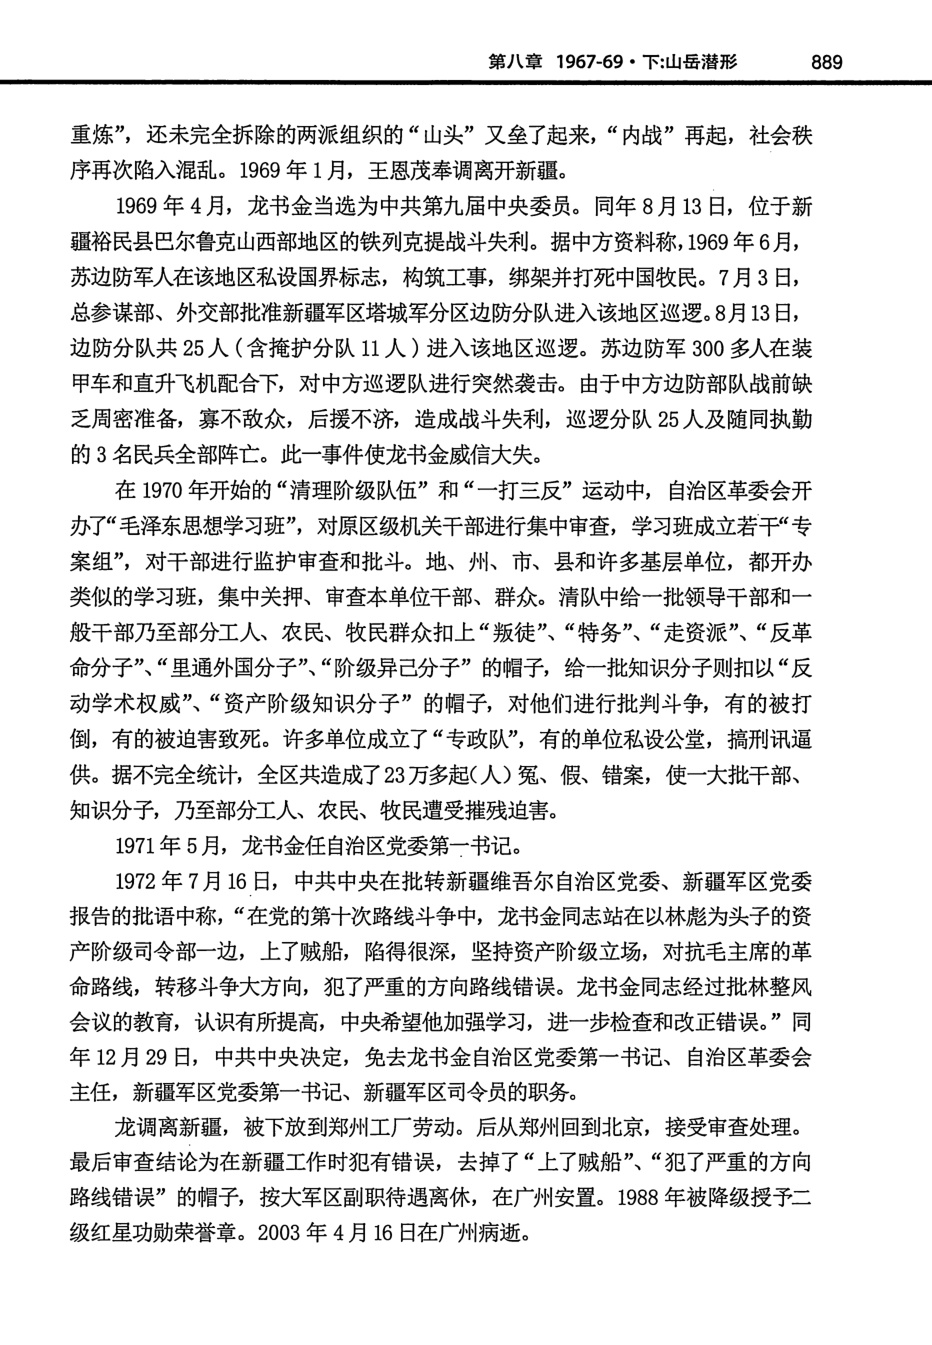 第八章 1967-69·下:山岳潜形 889
重炼”，还未完全拆除的两派组织的“山头”又垒了起来，“内战”再起，社会秩
序再次陷入混乱。1969 年 1 月，王恩茂奉调离开新疆。
1969 年 4 月，龙书金当选为中共第九届中央委员。同年 8 月 13 日，位于新
疆裕民县巴尔鲁克山西部地区的铁列克提战斗失利。据中方资料称，1969 年 6 月，
苏边防军人在该地区私设国界标志，构筑工事，绑架并打死中国牧民。7 月 3 日，
总参谋部、外交部批准新疆军区塔城军分区边防分队进入该地区巡逻。8月13日，
边防分队共 25 人（含掩护分队 11 人）进入该地区巡逻。苏边防军 300 多人在装
甲车和直升飞机配合下，对中方巡逻队进行突然袭击。由于中方边防部队战前缺
乏周密准备，寡不敌众，后援不济，造成战斗失利，巡逻分队 25 人及随同执勤
的 3 名民兵全部阵亡。此一事件使龙书金威信大失。
在 1970 年开始的“清理阶级队伍”和“一打三反”运动中，自治区革委会开
办了“毛泽东思想学习班”，对原区级机关干部进行集中审查，学习班成立若干“专
案组”，对干部进行监护审查和批斗。地、州、市、县和许多基层单位，都开办
类似的学习班，集中关押、审查本单位干部、群众。清队中给一批领导干部和一
般干部乃至部分工人、农民、牧民群众扣上“叛徒”、“特务”、“走资派”、“反革
命分子”、“里通外国分子”、“阶级异己分子”的帽子，给一批知识分子则扣以“反
动学术权威”、“资产阶级知识分子”的帽子，对他们进行批判斗争，有的被打
倒，有的被迫害致死。许多单位成立了“专政队”，有的单位私设公堂，搞刑讯逼
供。据不完全统计，全区共造成了23万多起（人）冤、假、错案，使一大批干部、
知识分子，乃至部分工人、农民、牧民遭受摧残迫害。
1971 年 5 月，龙书金任自治区党委第一书记。
1972 年 7 月 16 日，中共中央在批转新疆维吾尔自治区党委、新疆军区党委
报告的批语中称，“在党的第十次路线斗争中，龙书金同志站在以林彪为头子的资
产阶级司令部一边，上了贼船，陷得很深，坚持资产阶级立场，对抗毛主席的革
命路线，转移斗争大方向，犯了严重的方向路线错误。龙书金同志经过批林整风
会议的教育，认识有所提高，中央希望他加强学习，进一步检查和改正错误。”同
年 12 月 29 日，中共中央决定，免去龙书金自治区党委第一书记、自治区革委会
主任，新疆军区党委第一书记、新疆军区司令员的职务。
龙调离新疆，被下放到郑州工厂劳动。后从郑州回到北京，接受审查处理。
最后审查结论为在新疆工作时犯有错误，去掉了“上了贼船”、“犯了严重的方向
路线错误”的帽子，按大军区副职待遇离休，在广州安置。1988 年被降级授予二
级红星功勋荣誉章。2003 年 4 月 16 日在广州病逝。